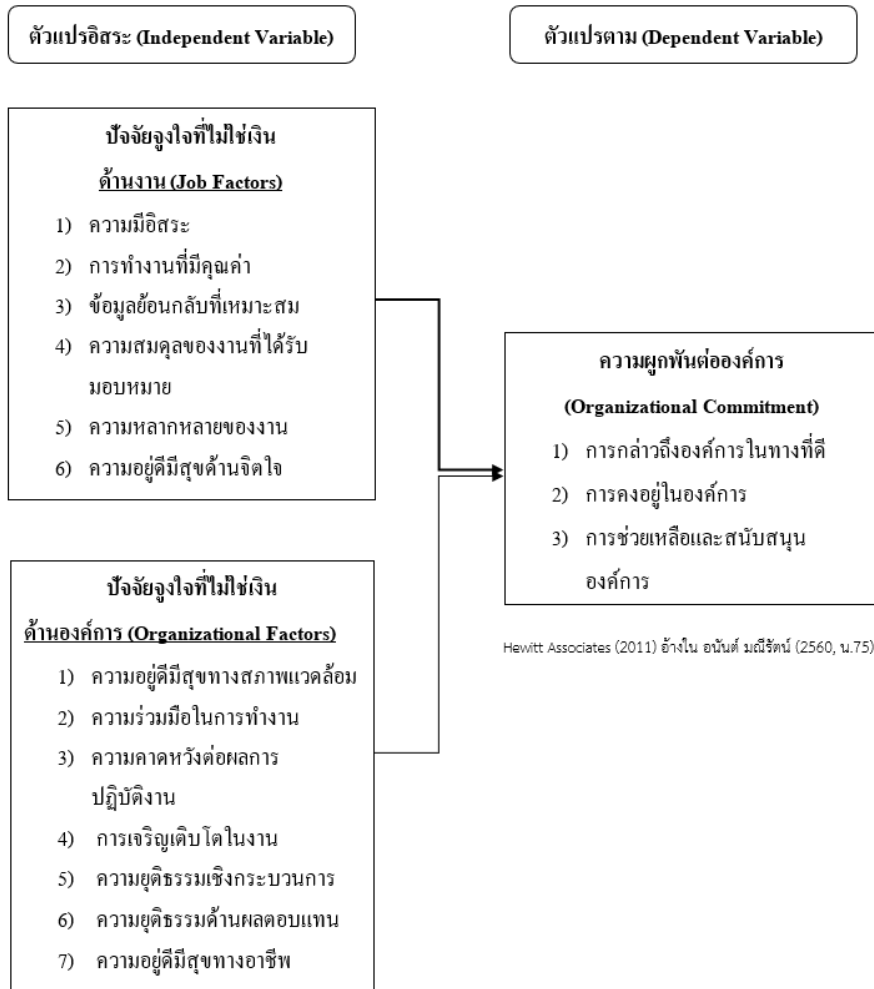 ตัวแปรอิสระ (Independent Variable)
ตัวแปรตาม (Dependent Variable)
ปัจจัยจูงใจที่ไม่ใช่เงิน
ด้านงาน (Job Factors)
1) ความมีอิสระ
2) การทำงานที่มีคุณค่า
3) ข้อมูลย้อนกลับที่เหมาะสม
4) ความสมดุลของงานที่ได้รับ
มอบหมาย
5) ความหลากหลายของงาน
6) ความอยู่ดีมีสุขด้านจิตใจ
ความผูกพันต่อองค์การ
(Organizational Commitment)
1) การกล่าวถึงองค์การในทางที่ดี
2) การคงอยู่ในองค์การ
3) การช่วยเหลือและสนับสนุน
องค์การ
Hewitt Associates (2011) อ้างใน อนันต์ มณีรัตน์ (2560, น.75)
ปัจจัยจูงใจที่ไม่ใช่เงิน
ด้านองค์การ (Organizational Factors)
1) ความอยู่ดีมีสุขทางสภาพแวดล้อม
2) ความร่วมมือในการทำงาน
3) ความคาดหวังต่อผลการ
ปฏิบัติงาน
4) การเจริญเติบโตในงาน
5) ความยุติธรรมเชิงกระบวนการ
6) ความยุติธรรมด้านผลตอบแทน
7) ความอยู่ดีมีสุขทางอาชีพ